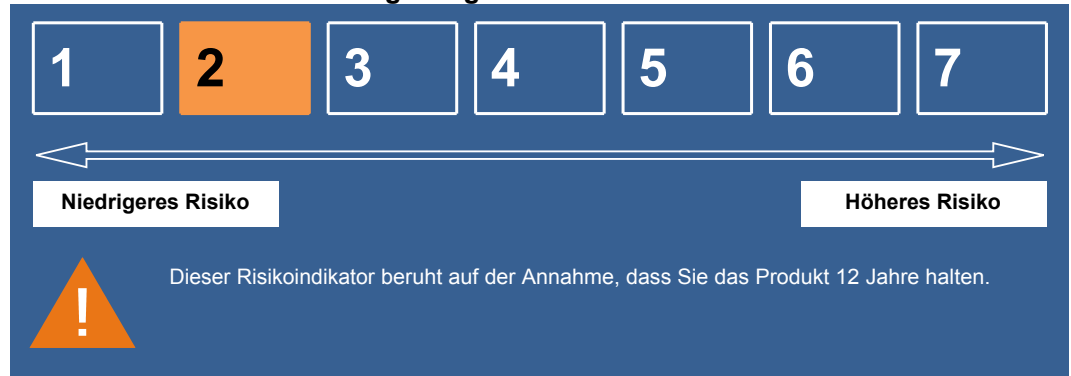 1 2 3 4 5 6 7
Niedrigeres Risiko Höheres Risiko
!
Dieser Risikoindikator beruht auf der Annahme, dass Sie das Produkt 12 Jahre halten.